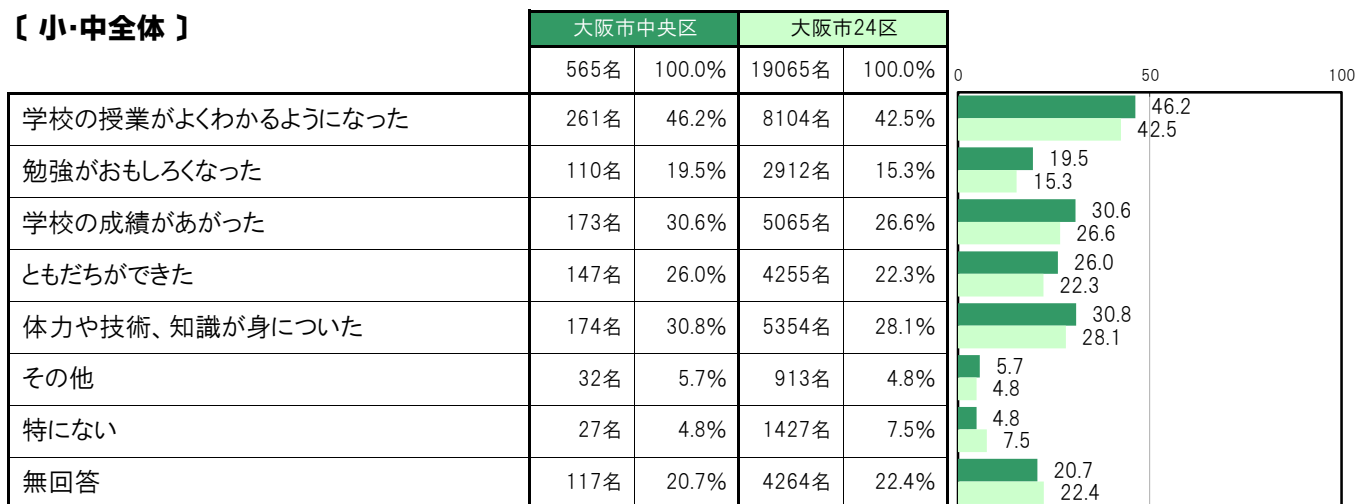 〔 小・中全体 〕
大阪市中央区 大阪市24区
565名 100.0% 19065名 100.0%
0 50 100
学校の授業がよくわかるようになった 261名 46.2% 8104名 42.5% 46.2
42.5
勉強がおもしろくなった 110名 19.5% 2912名 15.3% 19.5
15.3
学校の成績があがった 173名 30.6% 5065名 26.6% 30.6
26.6
ともだちができた 147名 26.0% 4255名 22.3% 26.0
22.3
体力や技術、知識が身についた 174名 30.8% 5354名 28.1% 30.8
28.1
その他 32名 5.7% 913名 4.8% 5.7
4.8
特にない 27名 4.8% 1427名 7.5% 4.8
7.5
無回答 117名 20.7% 4264名 22.4% 20.7
22.4